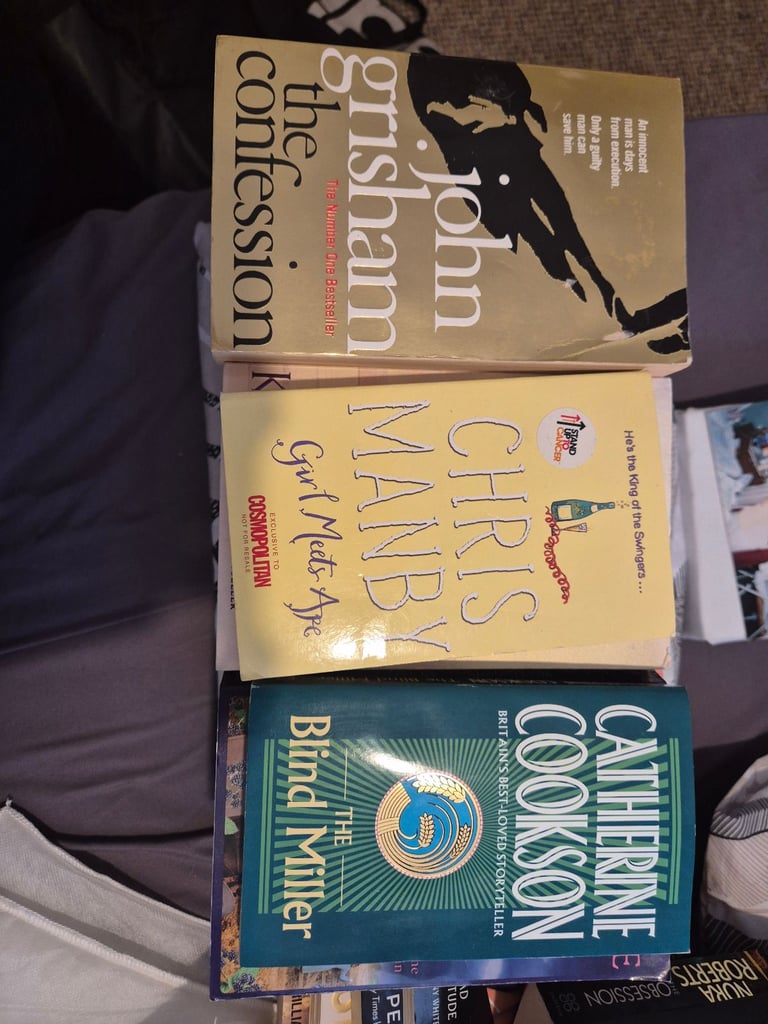 An innocent
man is days
from execution.
Only a guilty
man can
save him.
john
grisham
The Number One Bestseller
the
confession
He's the King of the Swingers...
STAND
UP TO
CANCER
CHRIS
MANBY
Girl Meets Ape
EXCLUSIVE TO
COSMOPOLITAN
NOT FOR RESALE
K
CATHERINE
COOKSON
BRITAIN'S BEST-LOVED STORYTELLER
THE
Blind Miller
E
NUKA
ROBERTS
OBSESSION